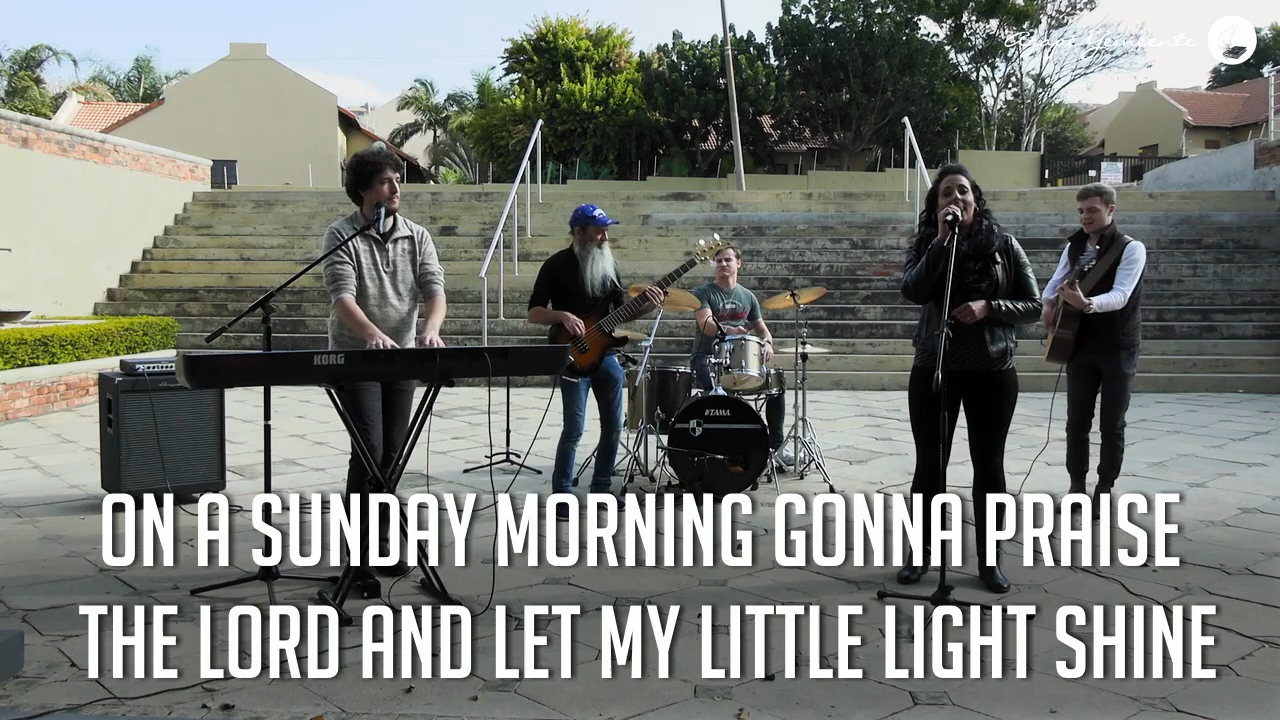 KORG
TAMA
ON A SUNDAY MORNING GONNA PRAISE
THE LORD AND LET MY LITTLE LIGHT SHINE